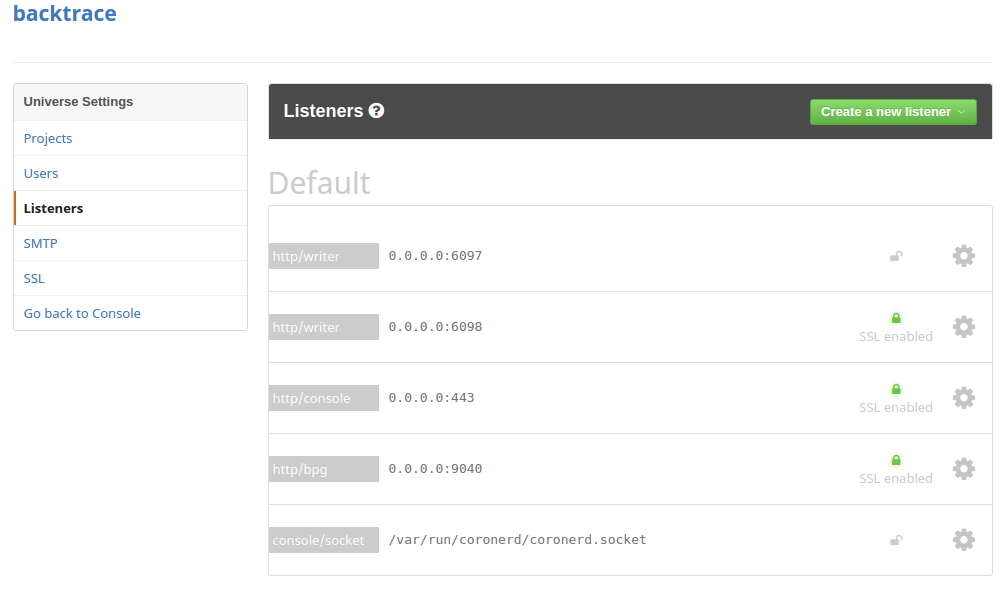 backtrace
Universe Settings
Projects
Users
Listeners
SMTP
SSL
Go back to Console
Listeners ?
Create a new listener
Default
http/writer 0.0.0.0:6097
http/writer 0.0.0.0:6098 SSL enabled
http/console 0.0.0.0:443 SSL enabled
http/bpg 0.0.0.0:9040 SSL enabled
console/socket /var/run/coronerd/coronerd.socket